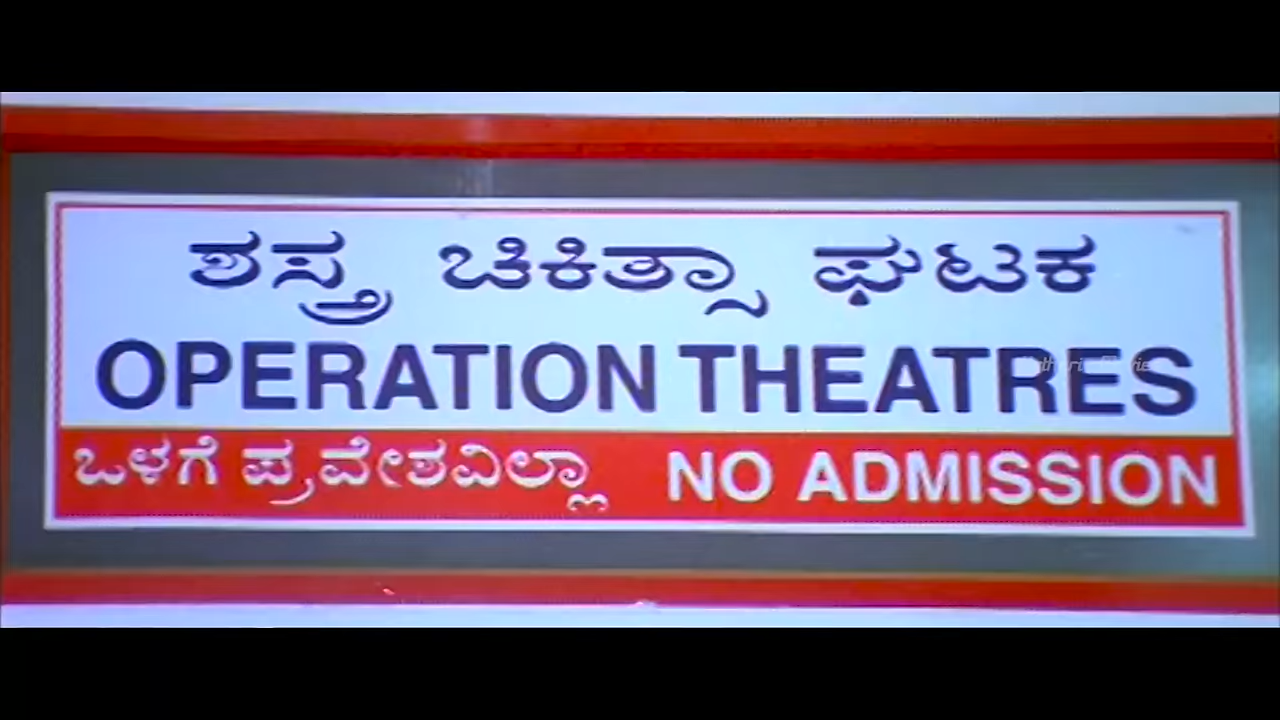 ಶಸ್ತ್ರ ಚಿಕಿತ್ಸಾ ಘಟಕ
OPERATION THEATRES
ಒಳಗೆ ಪ್ರವೇಶವಿಲ್ಲಾ NO ADMISSION